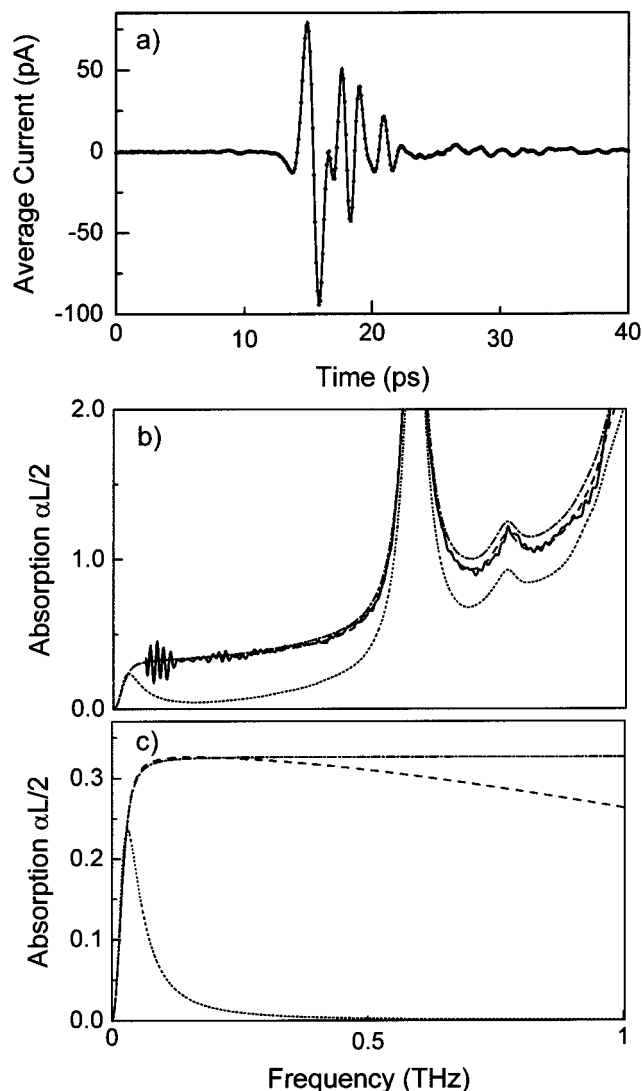 a)
Average Current (pA)
50
0
-50
-100
0
10
20
30
40
Time (ps)
b)
Absorption αL/2
2.0
1.0
0.0
c)
Absorption αL/2
0.3
0.2
0.1
0.0
0
0.5
1
Frequency (THz)